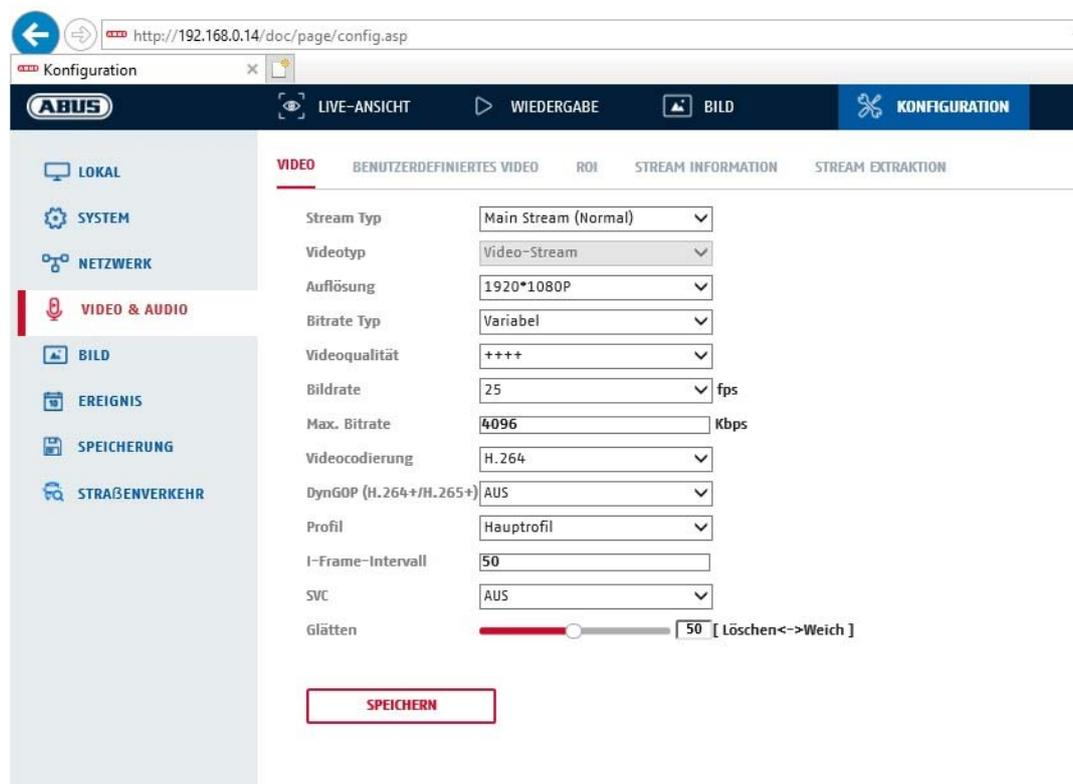 http://192.168.0.14/doc/page/config.asp
Konfiguration
ABUS LIVE-ANSICHT WIEDERGABE BILD KONFIGURATION
LOKAL
SYSTEM
NETZWERK
VIDEO & AUDIO
BILD
EREIGNIS
SPEICHERUNG
STRAßENVERKEHR
VIDEO BENUTZERDEFINIERTES VIDEO ROI STREAM INFORMATION STREAM EXTRAKTION
Stream Typ Main Stream (Normal)
Videotyp Video-Stream
Auflösung 1920*1080P
Bitrate Typ Variabel
Videoqualität ++++
Bildrate 25 fps
Max. Bitrate 4096 Kbps
Videocodierung H.264
DynGOP (H.264+/H.265+) AUS
Profil Hauptrofil
I-Frame-Intervall 50
SVC AUS
Glätten 50 [ Löschen<->Weich ]
SPEICHERN